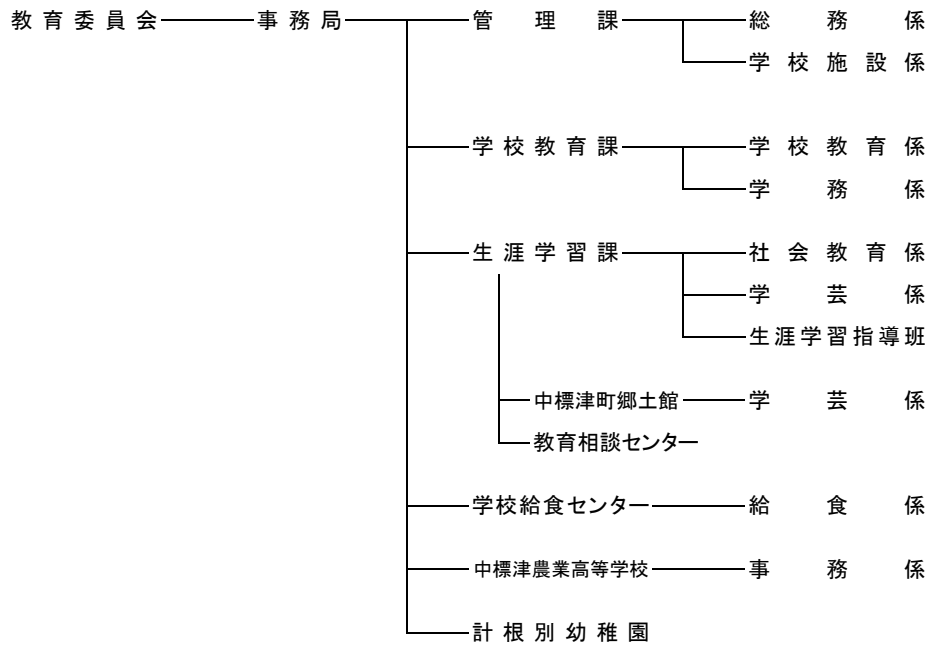 教育委員会 事務局 管理課 総務係
学校施設係
学校教育課 学校教育係
学務係
生涯学習課 社会教育係
学芸係
生涯学習指導班
中標津町郷土館 学芸係
教育相談センター
学校給食センター 給食係
中標津農業高等学校 事務係
計根別幼稚園